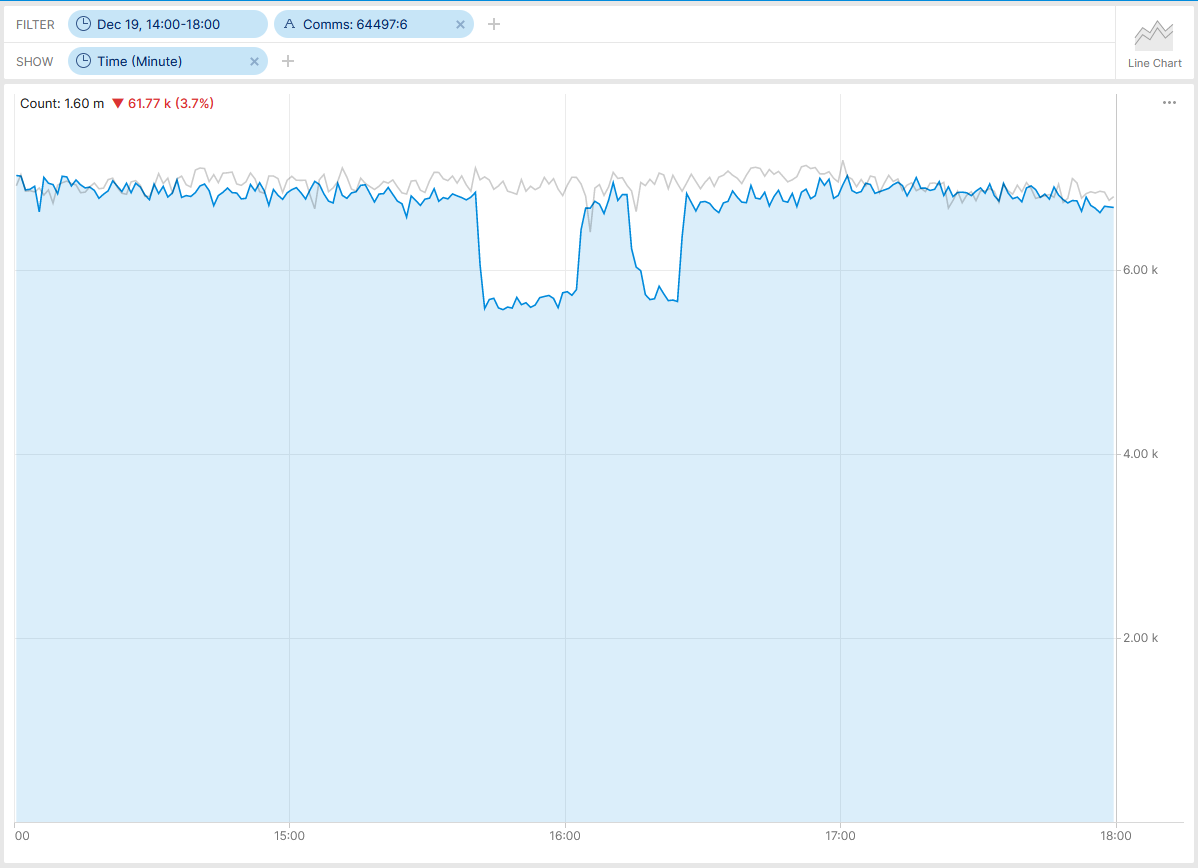 FILTER Dec 19, 14:00-18:00 A Comms: 64497:6
SHOW Time (Minute)
Line Chart
Count: 1.60 m ▼ 61.77 k (3.7%)
6.00 k
4.00 k
2.00 k
00 15:00 16:00 17:00 18:00